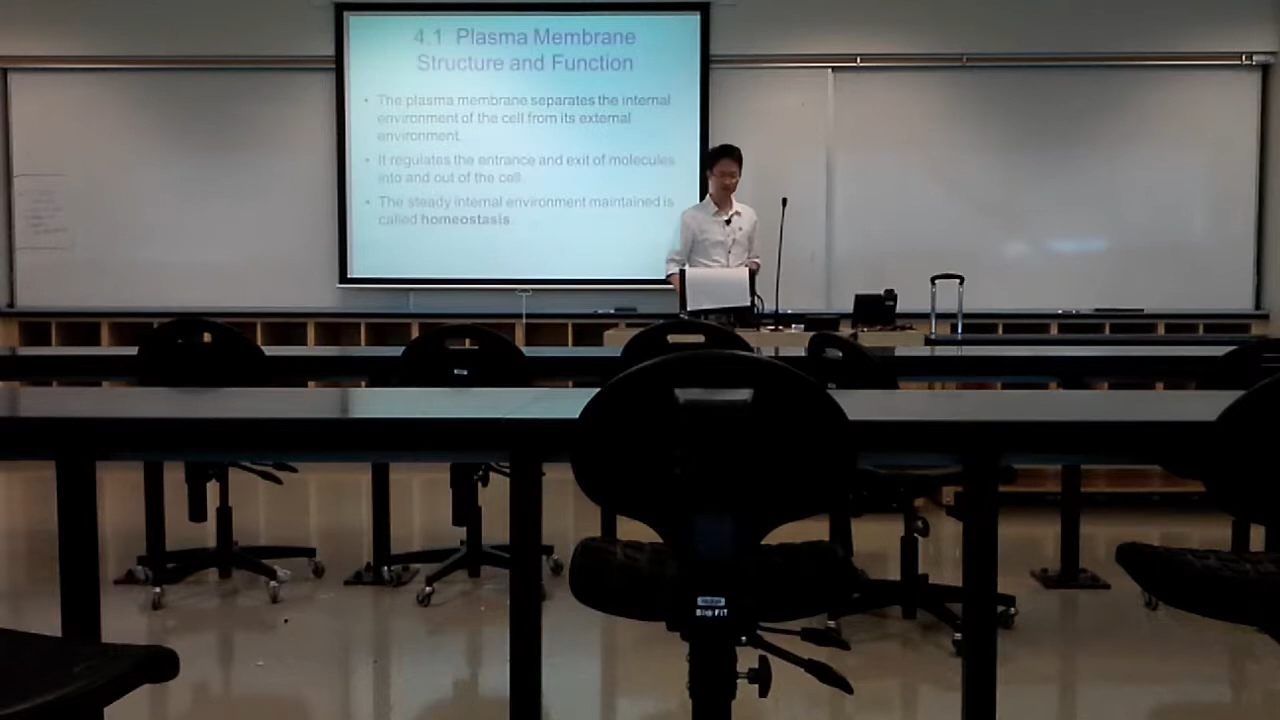 4.1 Plasma Membrane
Structure and Function
• The plasma membrane separates the internal
environment of the cell from its external
environment.
• It regulates the entrance and exit of molecules
into and out of the cell.
• The steady internal environment maintained is
called homeostasis.